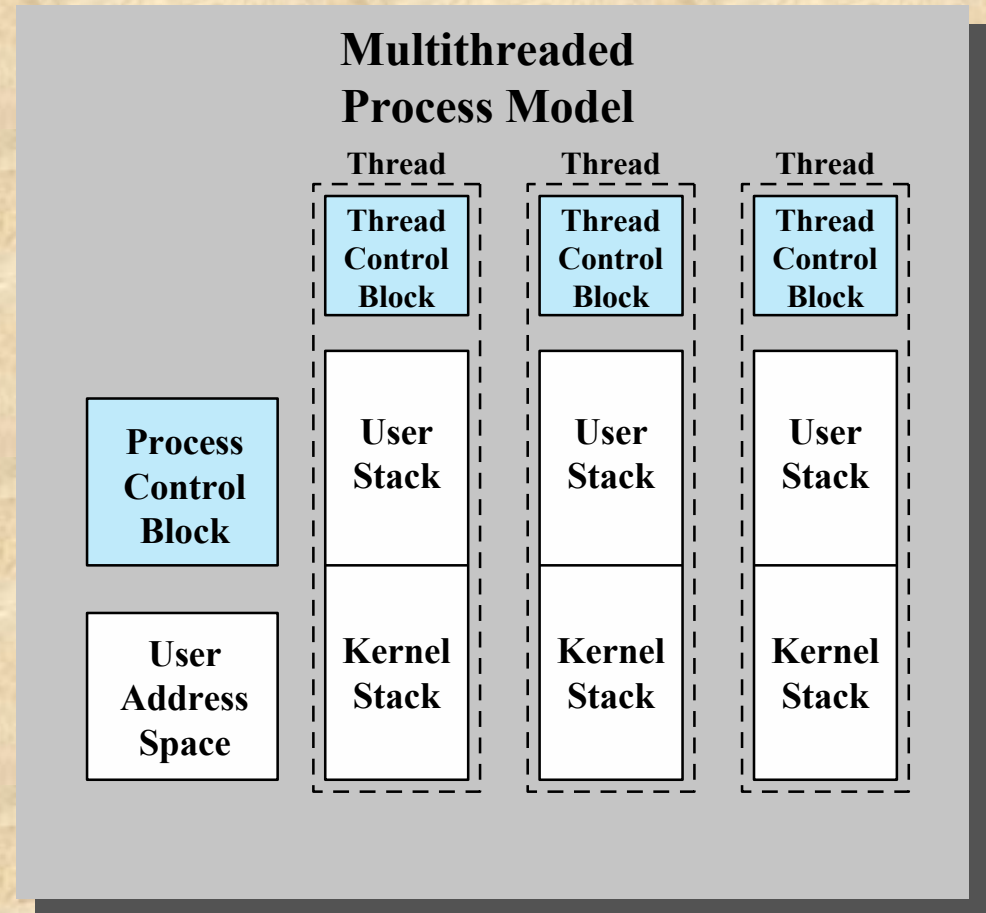 Multithreaded
Process Model
Thread
Thread
Thread
Thread
Control
Block
Thread
Control
Block
Thread
Control
Block
Process
Control
Block
User
Address
Space
User
Stack
User
Stack
User
Stack
Kernel
Stack
Kernel
Stack
Kernel
Stack